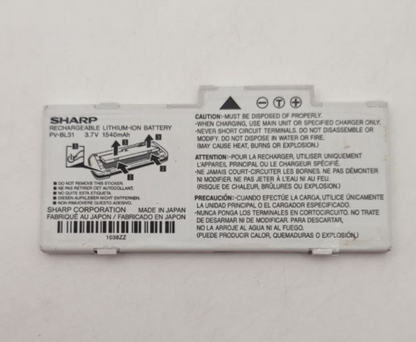 SHARP
RECHARGEABLE LITHIUM-ION BATTERY
PV-BL31 3.7V 1540mAh
■ DO NOT REMOVE THIS STICKER.
■ NE PAS RETIRER CET AUTOCOLLANT.
■ NO QUITE ESTA ETIQUETA.
■ DIESEN AUFKLEBER NICHT ENTFERNEN.
■ NON RIMUOVERE QUESTO ADESIVO.
SHARP CORPORATION MADE IN JAPAN
FABRIQUÉ AU JAPON / FABRICADO EN JAPÓN
1038ZZ
CAUTION:-MUST BE DISPOSED OF PROPERLY.
-WHEN CHARGING, USE MAIN UNIT OR SPECIFIED CHARGER ONLY.
-NEVER SHORT CIRCUIT TERMINALS. DO NOT DISASSEMBLE OR
MODIFY. DO NOT DISPOSE IN WATER OR FIRE.
(MAY CAUSE HEAT, BURNS OR EXPLOSION.)
ATTENTION:-POUR LE RECHARGER, UTILISER UNIQUEMENT
L'APPAREIL PRINCIPAL OU LE CHARGEUR SPÉCIFIÉ.
-NE JAMAIS COURT-CIRCUITER LES BORNES. NE PAS DÉMONTER
NI MODIFIER. NE PAS JETER À L'EAU NI AU FEU.
(RISQUE DE CHALEUR, BRÛLURES OU EXPLOSION.)
PRECAUCIÓN:-CUANDO EFECTÚE LA CARGA, UTILICE ÚNICAMENTE
LA UNIDAD PRINCIPAL O EL CARGADOR ESPECIFICADO.
-NUNCA PONGA LOS TERMINALES EN CORTOCIRCUITO. NO TRATE
DE DESARMAR NI DE MODIFICAR. PARA DESCARTAR,
NO LA ARROJE AL AGUA NI AL FUEGO.
(PUEDE PRODUCIR CALOR, QUEMADURAS O EXPLOSIÓN.)